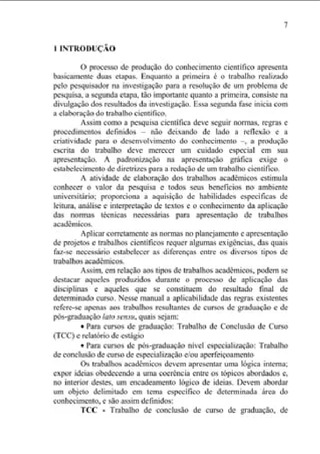 7
1 INTRODUÇÃO
O processo de produção do conhecimento científico apresenta
basicamente duas etapas. Enquanto a primeira é o trabalho realizado
pelo pesquisador na investigação para a resolução de um problema de
pesquisa, a segunda etapa, tão importante quanto a primeira, consiste na
divulgação dos resultados da investigação. Essa segunda fase inicia com
a elaboração do trabalho científico.
Assim como a pesquisa científica deve seguir normas, regras e
procedimentos definidos – não deixando de lado a reflexão e a
criatividade para o desenvolvimento do conhecimento –, a produção
escrita do trabalho deve merecer um cuidado especial em sua
apresentação. A padronização na apresentação gráfica exige o
estabelecimento de diretrizes para a redação de um trabalho científico.
A atividade de elaboração dos trabalhos acadêmicos estimula
conhecer o valor da pesquisa e todos seus benefícios no ambiente
universitário; proporciona a aquisição de habilidades específicas de
leitura, análise e interpretação de textos e o conhecimento da aplicação
das normas técnicas necessárias para apresentação de trabalhos
acadêmicos.
Aplicar corretamente as normas no planejamento e apresentação
de projetos e trabalhos científicos requer algumas exigências, das quais
faz-se necessário estabelecer as diferenças entre os diversos tipos de
trabalhos acadêmicos.
Assim, em relação aos tipos de trabalhos acadêmicos, podem se
destacar aqueles produzidos durante o processo de aplicação das
disciplinas e aqueles que se constituem do resultado final de
determinado curso. Nesse manual a aplicabilidade das regras existentes
refere-se apenas aos trabalhos resultantes de cursos de graduação e de
pós-graduação lato sensu, quais sejam:
• Para cursos de graduação: Trabalho de Conclusão de Curso
(TCC) e relatório de estágio
• Para cursos de pós-graduação nível especialização: Trabalho
de conclusão de curso de especialização e/ou aperfeiçoamento
Os trabalhos acadêmicos devem apresentar uma lógica interna;
expor ideias obedecendo a uma coerência entre os tópicos abordados e,
no interior destes, um encadeamento lógico de ideias. Devem abordar
um objeto delimitado em tema específico de determinada área do
conhecimento, e são assim definidos:
TCC - Trabalho de conclusão de curso de graduação, de